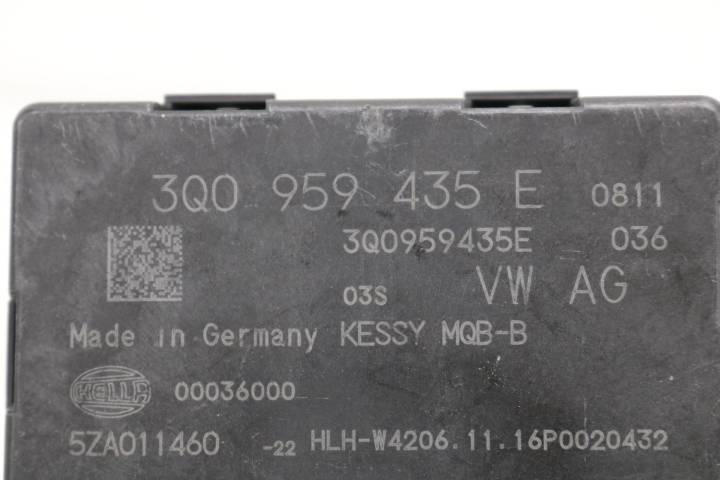 3Q0 959 435 E 0811
3Q0959435E 036
03S VW AG
Made in Germany KESSY MQB-B
HELLA 00036000
5ZA011460 -22 HLH-W4206.11.16P0020432